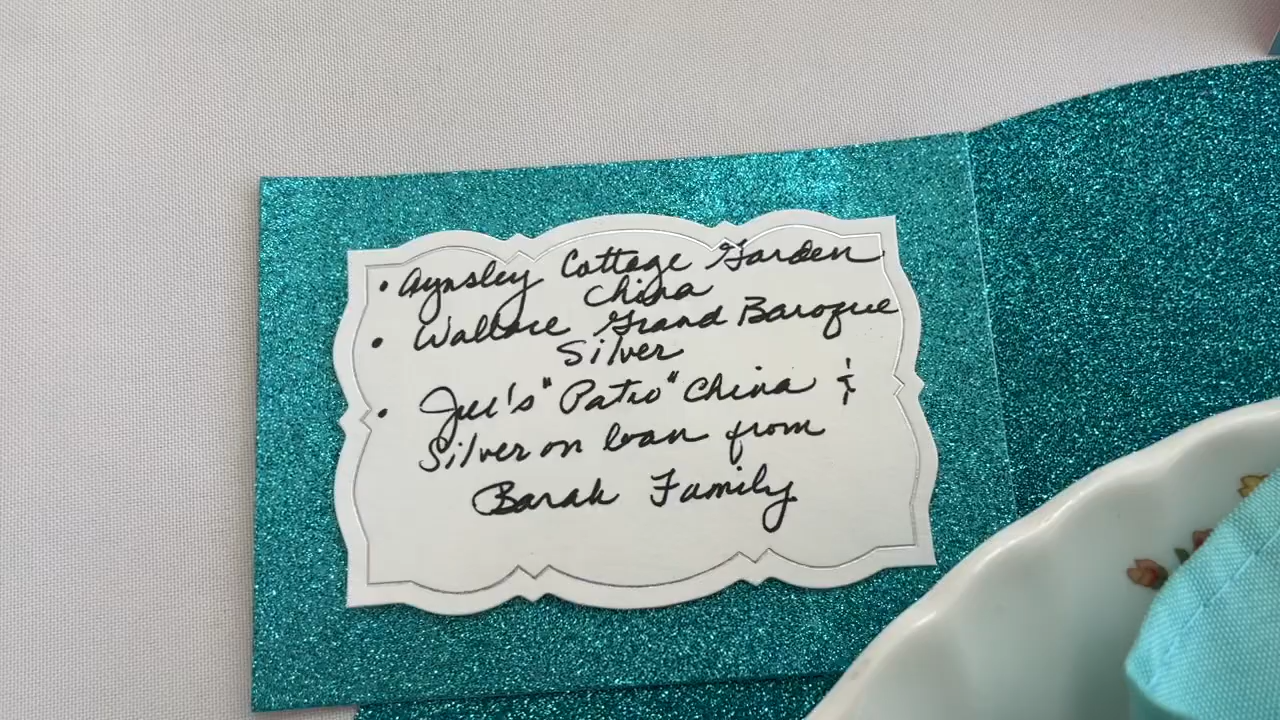 • Aynsley Cottage Garden
China
• Wallace Grand Baroque
Silver
• Jul's "Patio" China &
Silver on loan from
Barak Family